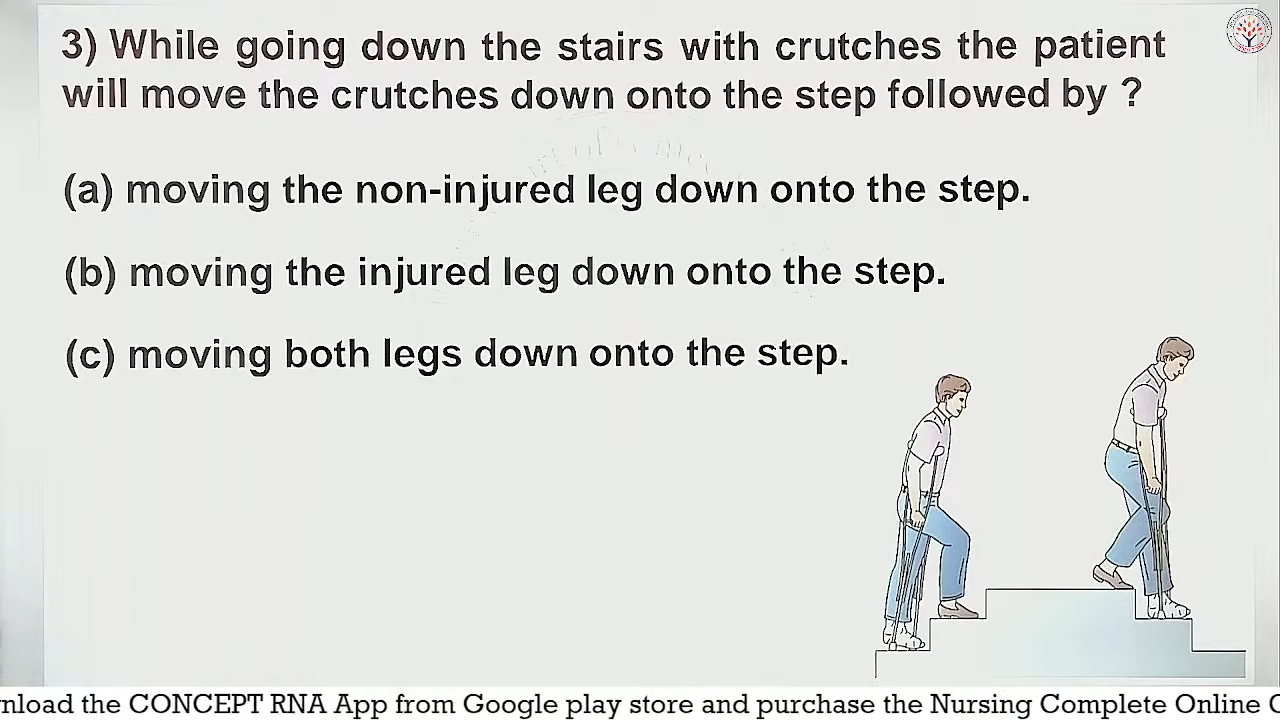 3) While going down the stairs with crutches the patient
will move the crutches down onto the step followed by ?
(a) moving the non-injured leg down onto the step.
(b) moving the injured leg down onto the step.
(c) moving both legs down onto the step.
nload the CONCEPT RNA App from Google play store and purchase the Nursing Complete Online